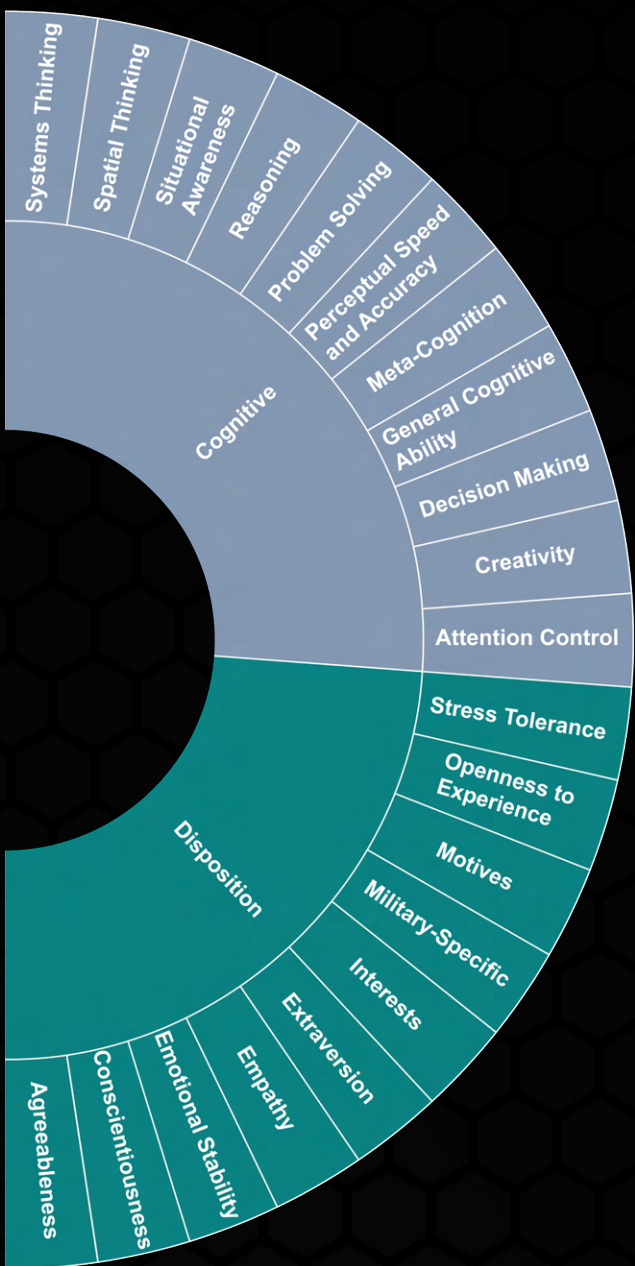 Systems Thinking
Spatial Thinking
Situational
Awareness
Reasoning
Problem Solving
Perceptual Speed
and Accuracy
Meta-Cognition
General Cognitive
Ability
Decision Making
Creativity
Attention Control
Cognitive
Stress Tolerance
Openness to
Experience
Motives
Military-Specific
Interests
Extraversion
Empathy
Emotional Stability
Conscientiousness
Agreeableness
Disposition